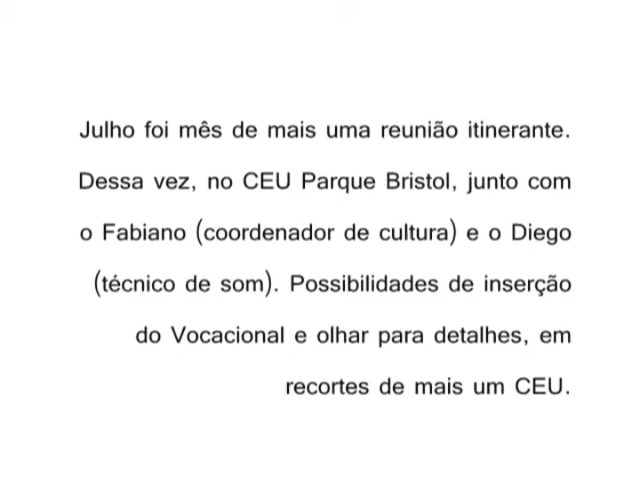 Julho foi mês de mais uma reunião itinerante.
Dessa vez, no CEU Parque Bristol, junto com
o Fabiano (coordenador de cultura) e o Diego
(técnico de som). Possibilidades de inserção
do Vocacional e olhar para detalhes, em
recortes de mais um CEU.